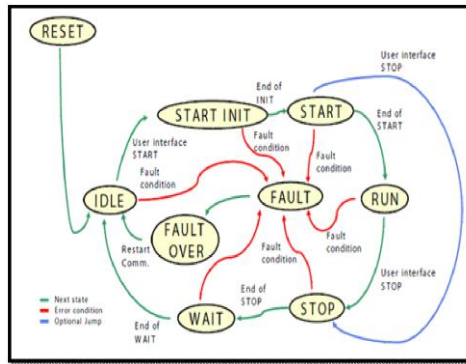 RESET
User interface
STOP
End of
INIT
START INIT
START
End of
START
User interface
START
Fault
condition
Fault
condition
Fault
condition
IDLE
FAULT
RUN
FAULT
OVER
Restart
Comm.
Fault
condition
Fault
condition
User interface
STOP
End of
STOP
WAIT
STOP
End of
WAIT
Next state
Error condition
Optional Jump